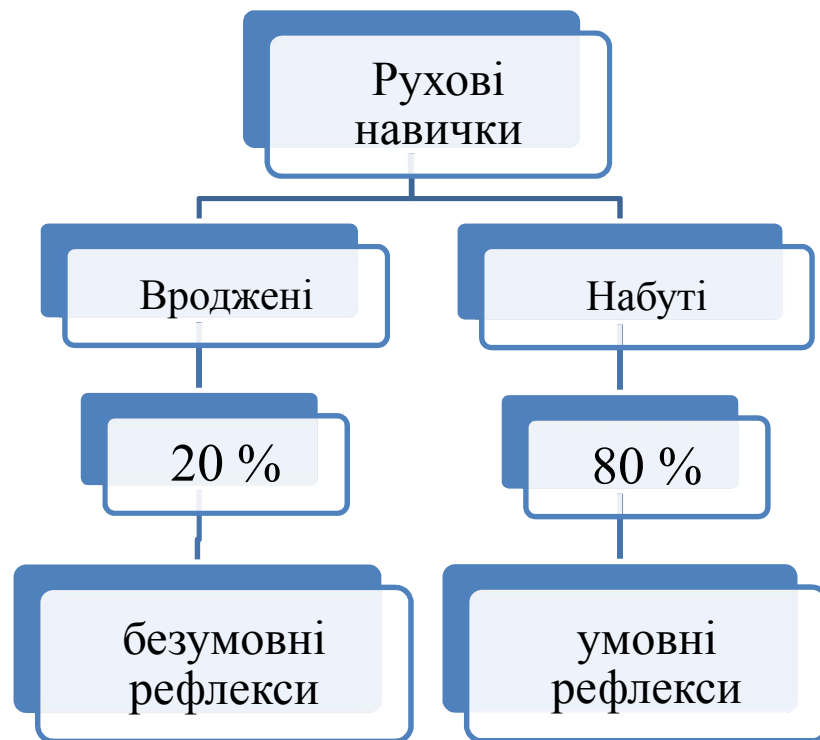 Рухові
навички
Вроджені
Набуті
20 %
80 %
безумовні
рефлекси
умовні
рефлекси